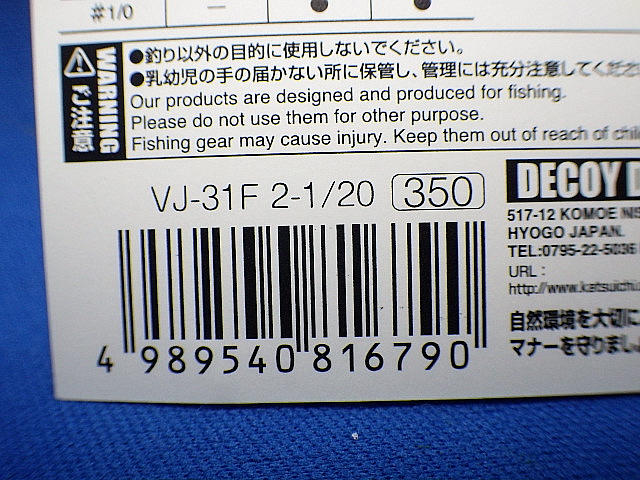 #1/0 － ● ●
●釣り以外の目的に使用しないでください。
●乳幼児の手の届かない所に保管し、管理には充分注意してくださ
Our products are designed and produced for fishing.
Please do not use them for other purpose.
Fishing gear may cause injury. Keep them out of reach of chil
WARNING
ご注意
VJ-31F 2-1/20 350
DECOY D
517-12 KOMOE NIS
HYOGO JAPAN.
TEL:0795-22-5036
URL :
http://www.katsuichi.c
自然環境を大切に
マナーを守りましょ
4 989540 816790